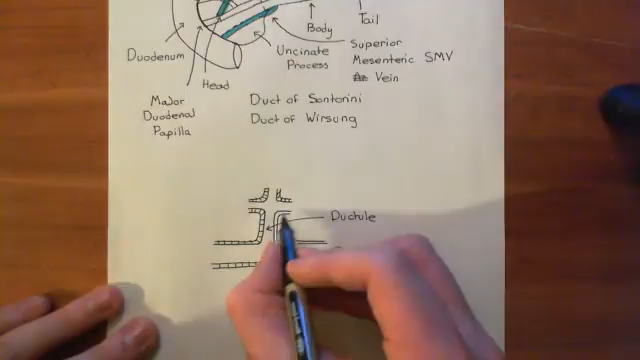 Tail
Body
Duodenum
Uncinate
Process
Superior
Mesenteric SMV
Vein
Head
Major
Duodenal
Papilla
Duct of Santorini
Duct of Wirsung
Ductule